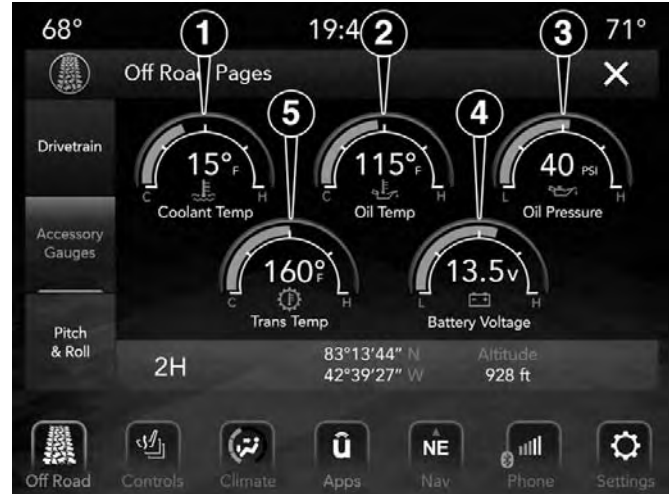 68°
19:4
71°
1
2
3
Off Roa Pages
X
5
4
Drivetrain
15°F
115°F
40 PSI
C H
C H
L H
Coolant Temp
Oil Temp
Oil Pressure
Accessory
Gauges
160°F
13.5v
C H
L H
Trans Temp
Battery Voltage
Pitch
& Roll
2H
83°13'44" N
42°39'27" W
Altitude
928 ft
û
NE
Off Road
Controls
Climate
Apps
Nav
Phone
Settings